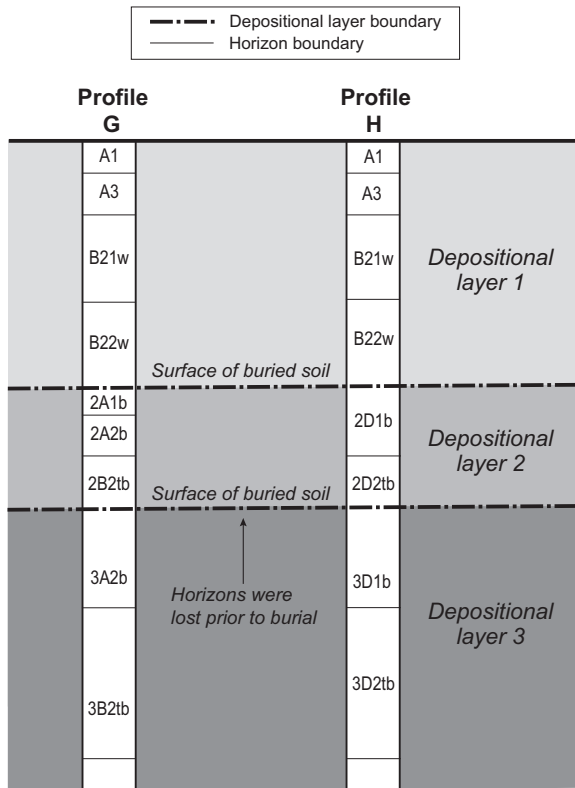 Depositional layer boundary
Horizon boundary
Profile
G
Profile
H
A1
A1
A3
A3
B21w
B21w
Depositional
layer 1
B22w
B22w
Surface of buried soil
2A1b
2A2b
2D1b
Depositional
layer 2
2B2tb
Surface of buried soil
2D2tb
3A2b
3D1b
Horizons were
lost prior to burial
Depositional
layer 3
3B2tb
3D2tb